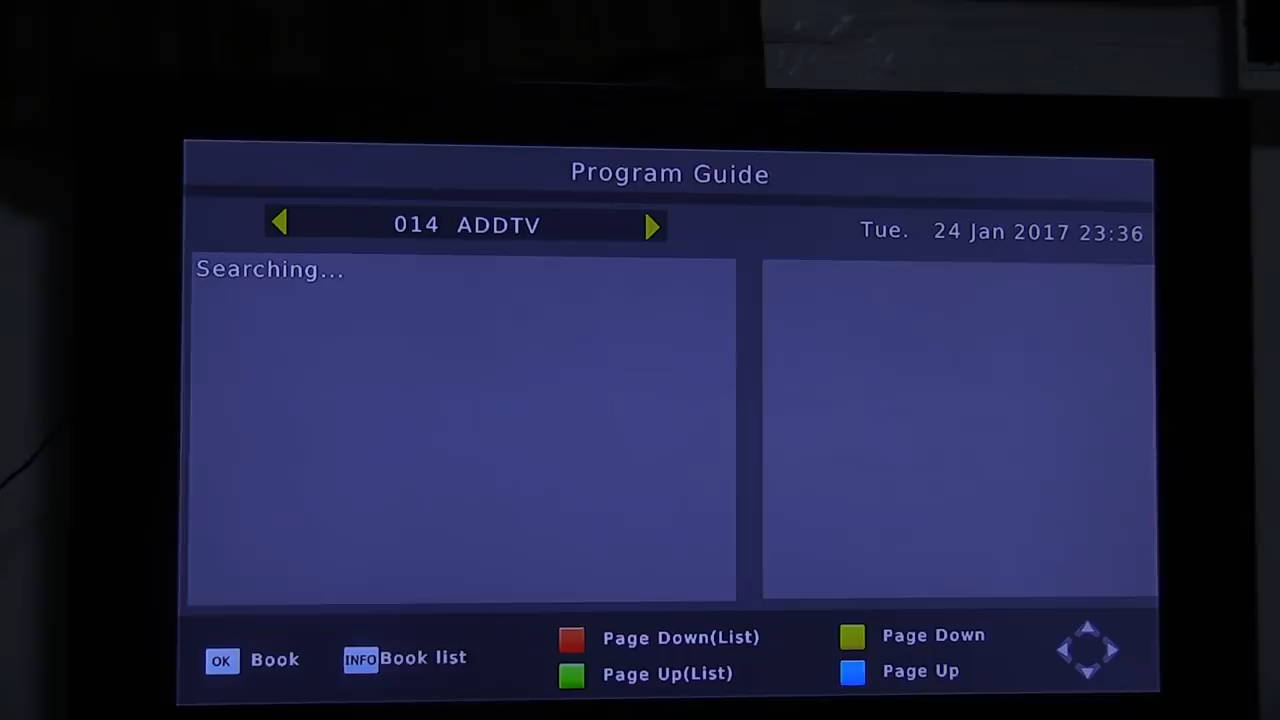 Program Guide
014 ADDTV
Tue. 24 Jan 2017 23:36
Searching...
OK Book
INFO Book list
Page Down(List)
Page Up(List)
Page Down
Page Up